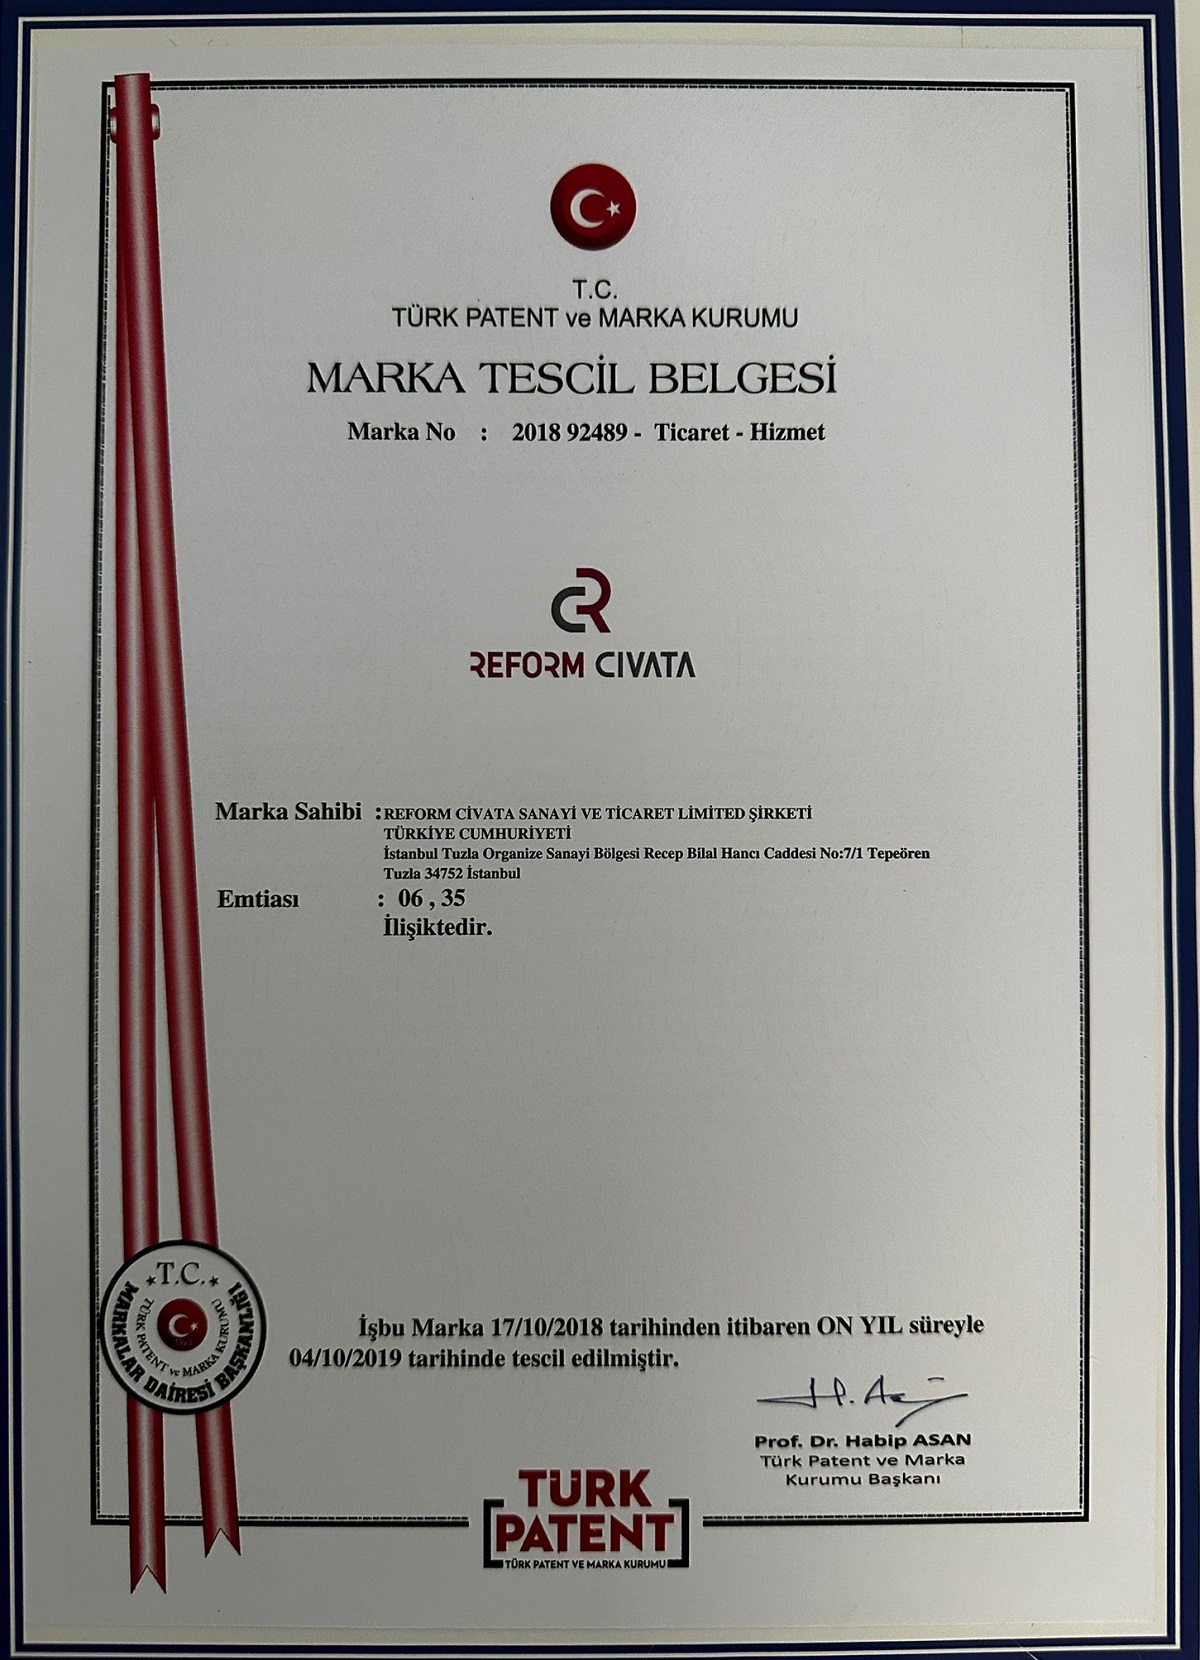 T.C.
TÜRK PATENT ve MARKA KURUMU
MARKA TESCİL BELGESİ
Marka No : 2018 92489 - Ticaret - Hizmet
CR
REFORM CIVATA
Marka Sahibi :REFORM CİVATA SANAYİ VE TİCARET LİMİTED ŞİRKETİ
TÜRKİYE CUMHURİYETİ
İstanbul Tuzla Organize Sanayi Bölgesi Recep Bilal Hancı Caddesi No:7/1 Tepeören
Tuzla 34752 İstanbul
Emtiası : 06 , 35
İlişiktedir.
T.C.
TÜRK PATENT ve MARKA KURUMU
MARKALAR DAİRESİ BAŞKANLIĞI
İşbu Marka 17/10/2018 tarihinden itibaren ON YIL süreyle
04/10/2019 tarihinde tescil edilmiştir.
Prof. Dr. Habip ASAN
Türk Patent ve Marka
Kurumu Başkanı
TÜRK
PATENT
TÜRK PATENT VE MARKA KURUMU